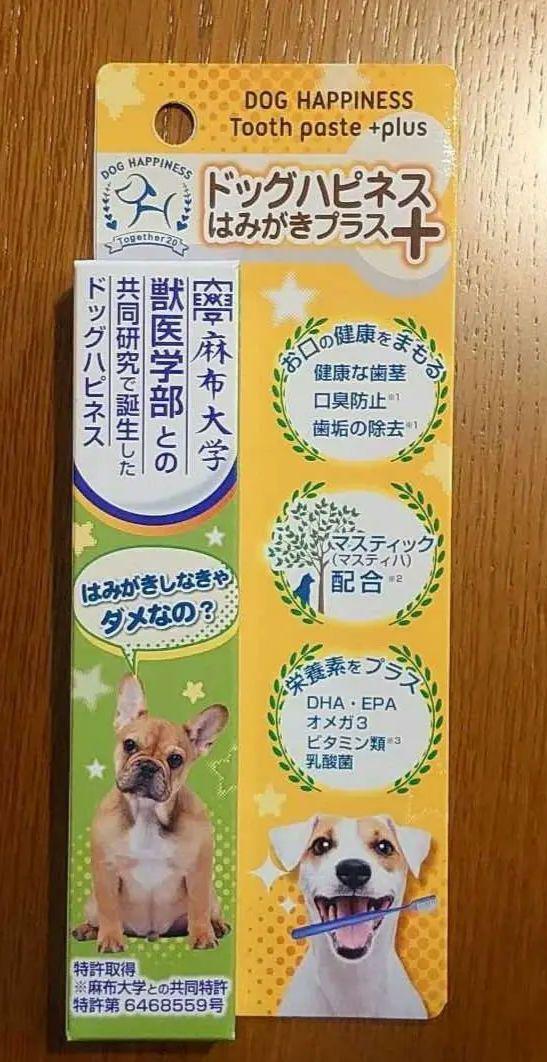 DOG HAPPINESS
Tooth paste +plus
DOG HAPPINESS
Together20
ドッグハピネス
はみがきプラス+
麻布大学
獣医学部との
共同研究で誕生した
ドッグハピネス
お口の健康をまもる
健康な歯茎
口臭防止※1
歯垢の除去※1
マスティック
(マスティハ)
配合※2
はみがきしなきゃ
ダメなの?
栄養素をプラス
DHA・EPA
オメガ3
ビタミン類※3
乳酸菌
特許取得
※麻布大学との共同特許
特許第6468559号